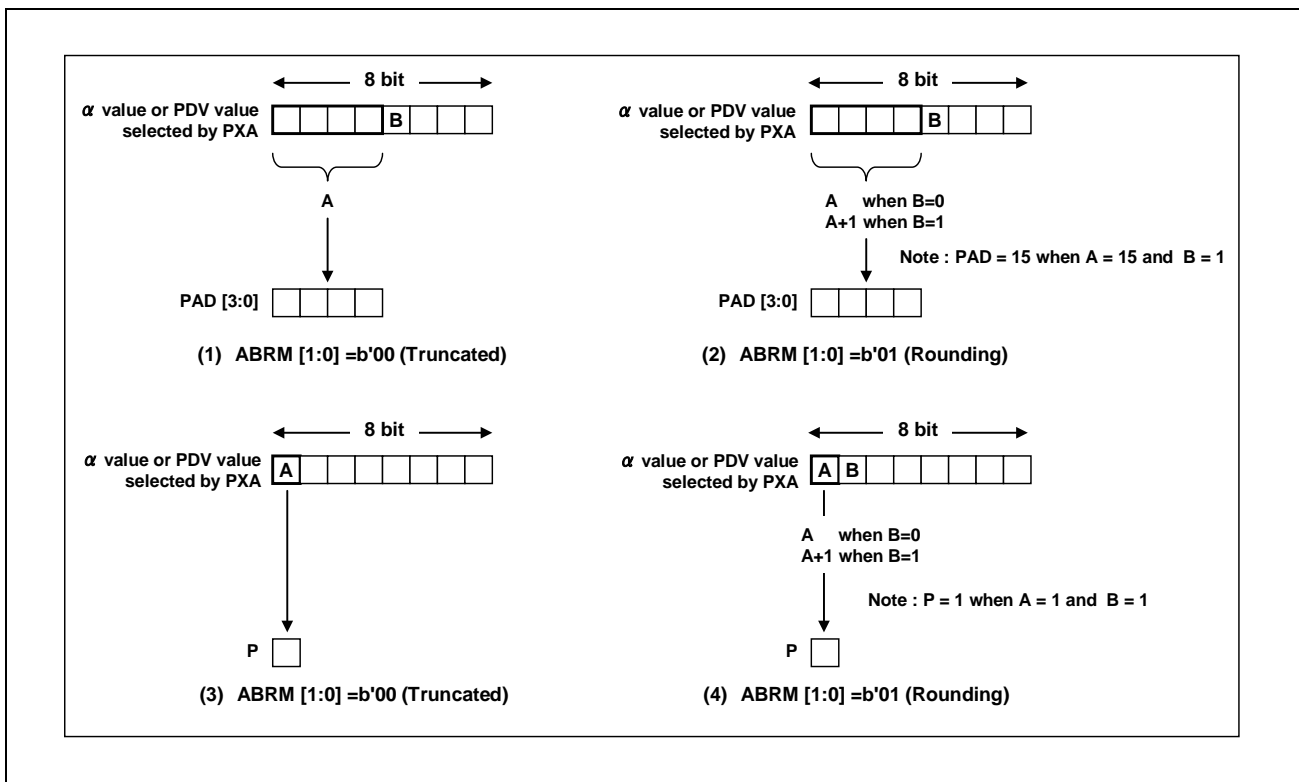 8 bit
α value or PDV value
selected by PXA
B
A
PAD [3:0]
(1) ABRM [1:0] =b'00 (Truncated)
8 bit
α value or PDV value
selected by PXA
B
A when B=0
A+1 when B=1
Note : PAD = 15 when A = 15 and B = 1
PAD [3:0]
(2) ABRM [1:0] =b'01 (Rounding)
8 bit
α value or PDV value
selected by PXA
A
P
(3) ABRM [1:0] =b'00 (Truncated)
8 bit
α value or PDV value
selected by PXA
A B
A when B=0
A+1 when B=1
Note : P = 1 when A = 1 and B = 1
P
(4) ABRM [1:0] =b'01 (Rounding)